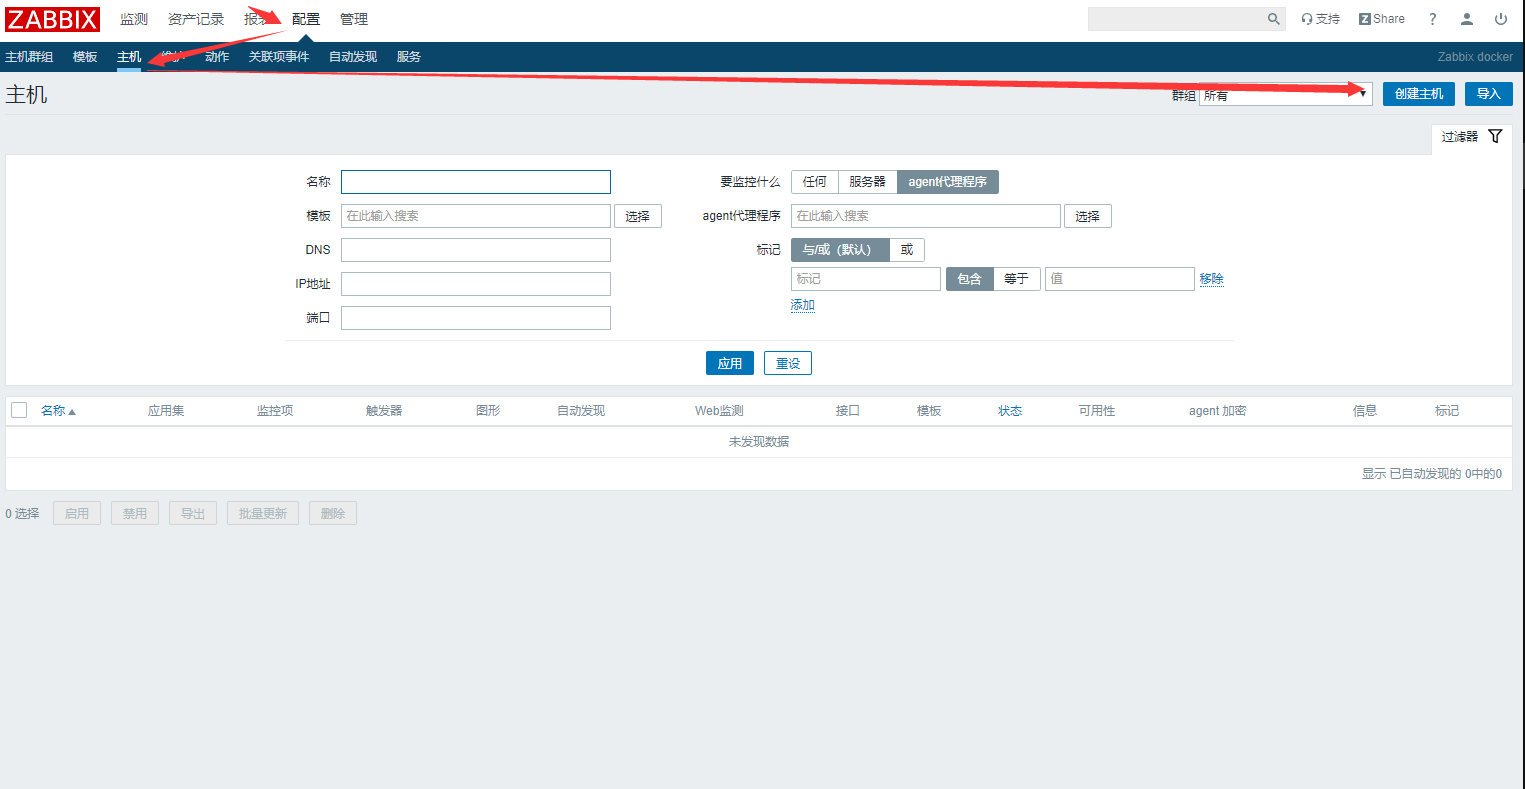 ZABBIX 监测 资产记录 报表 配置 管理 支持 Z Share ?
主机群组 模板 主机 维护 动作 关联项事件 自动发现 服务 Zabbix docker
主机 群组 所有 创建主机 导入
过滤器
名称 要监控什么 任何 服务器 agent代理程序
模板 在此输入搜索 选择 agent代理程序 在此输入搜索 选择
DNS 标记 与/或（默认） 或
IP地址 标记 包含 等于 值 移除
添加
端口
应用 重设
名称 应用集 监控项 触发器 图形 自动发现 Web监测 接口 模板 状态 可用性 agent 加密 信息 标记
未发现数据
显示 已自动发现的 0中的0
0 选择 启用 禁用 导出 批量更新 删除